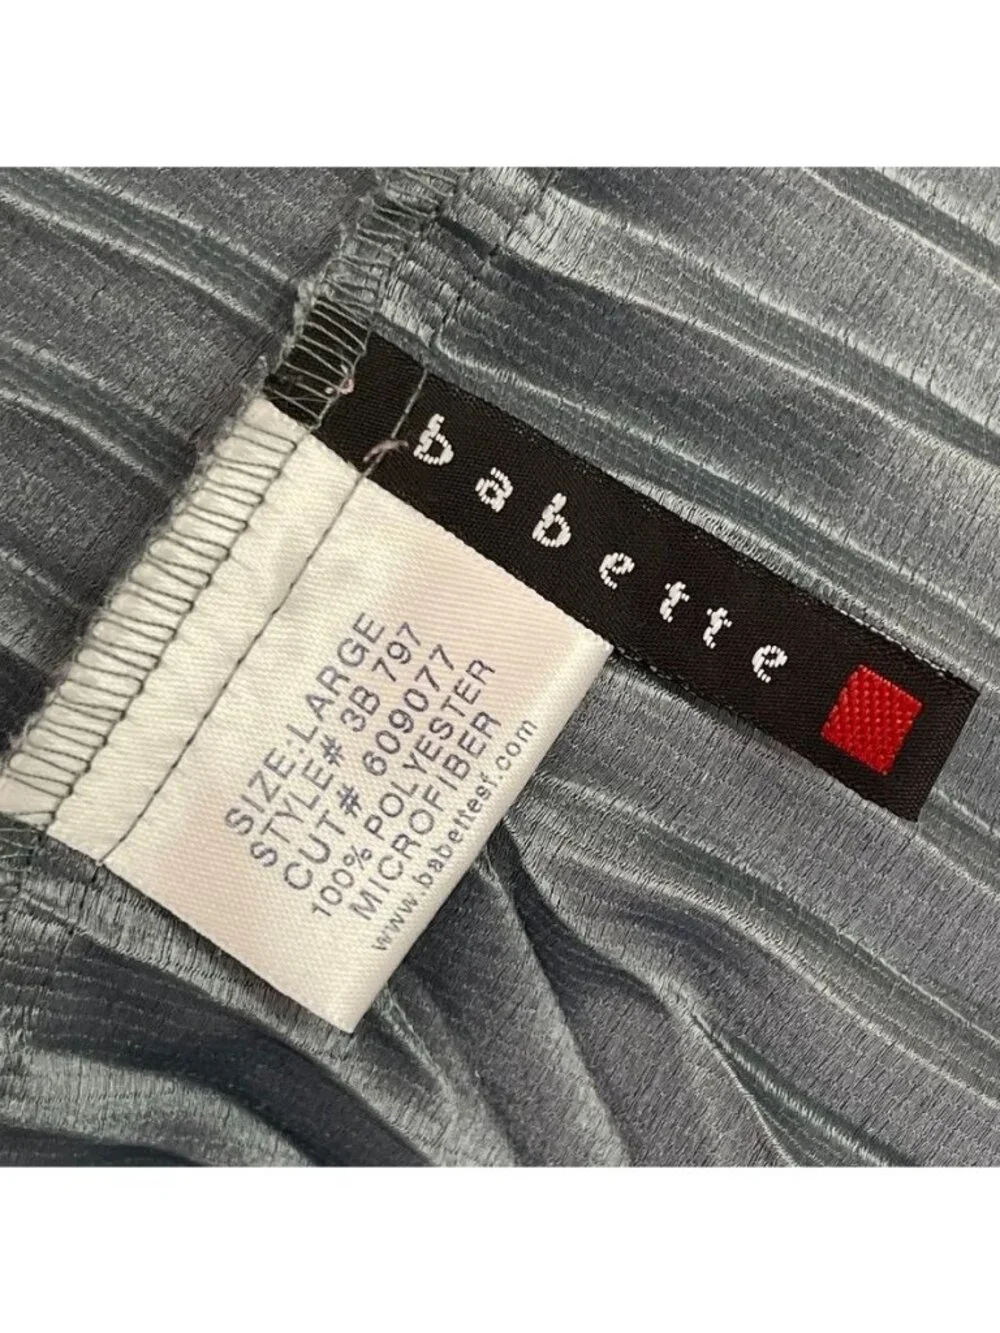 babette
SIZE:LARGE
STYLE# 3B 797
CUT# 609077
100% POLYESTER
MICROFIBER
www.babettesf.com